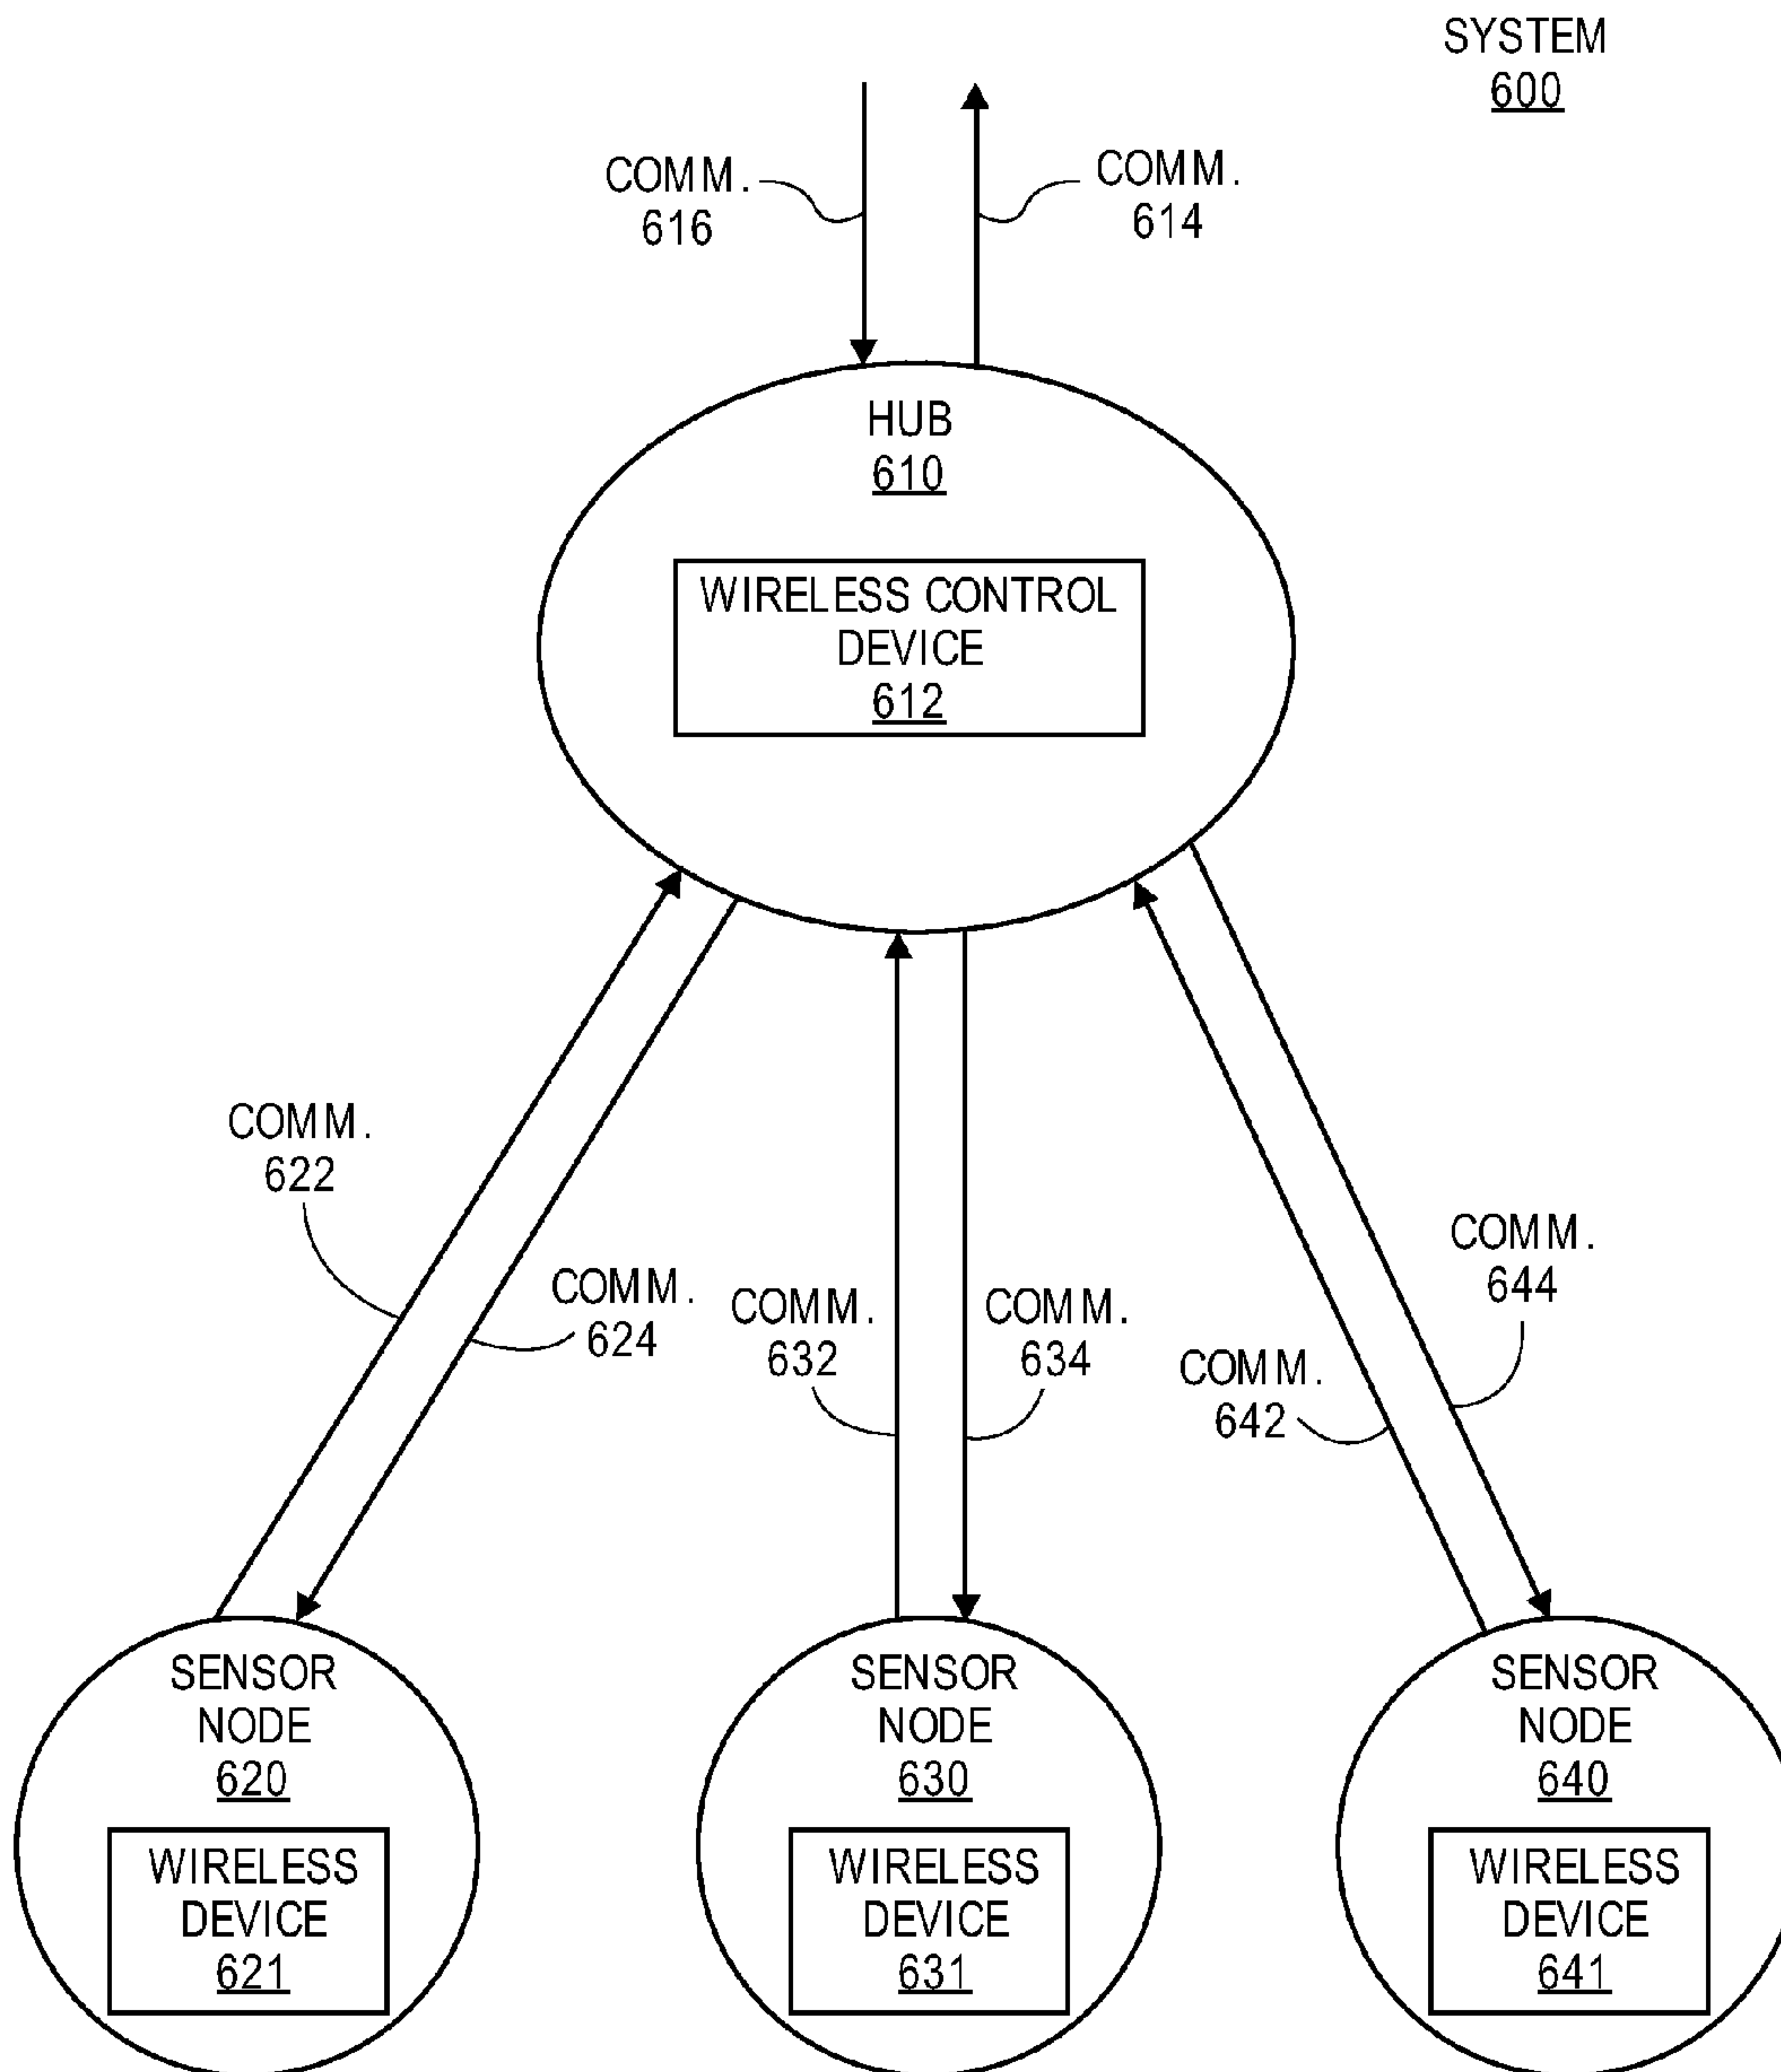 SYSTEM
600
COMM.
616
COMM.
614
HUB
610
WIRELESS CONTROL
DEVICE
612
COMM.
622
COMM.
624
COMM.
632
COMM.
634
COMM.
642
COMM.
644
SENSOR
NODE
620
WIRELESS
DEVICE
621
SENSOR
NODE
630
WIRELESS
DEVICE
631
SENSOR
NODE
640
WIRELESS
DEVICE
641